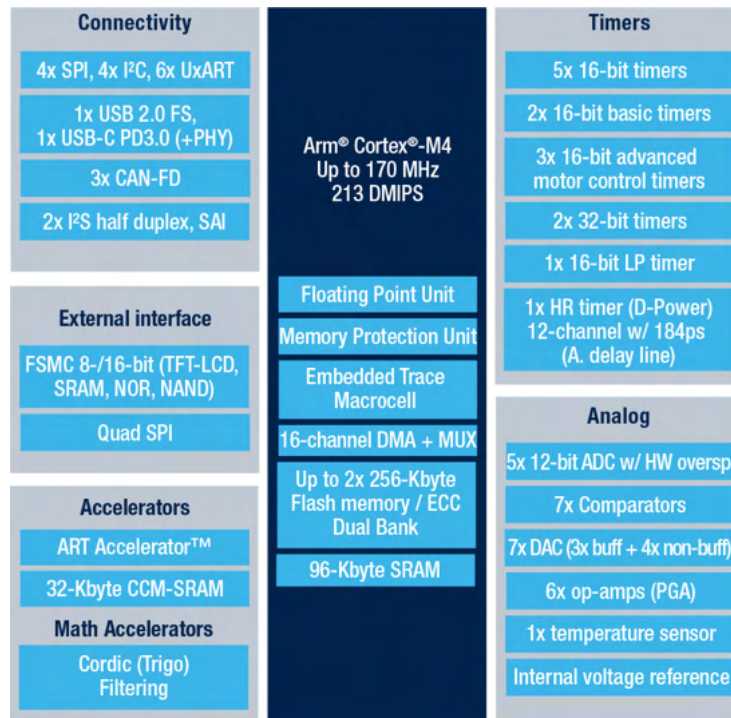 Connectivity
4x SPI, 4x I²C, 6x UxART
1x USB 2.0 FS,
1x USB-C PD3.0 (+PHY)
3x CAN-FD
2x I²S half duplex, SAI
External interface
FSMC 8-/16-bit (TFT-LCD,
SRAM, NOR, NAND)
Quad SPI
Accelerators
ART Accelerator™
32-Kbyte CCM-SRAM
Math Accelerators
Cordic (Trigo)
Filtering
Arm® Cortex®-M4
Up to 170 MHz
213 DMIPS
Floating Point Unit
Memory Protection Unit
Embedded Trace
Macrocell
16-channel DMA + MUX
Up to 2x 256-Kbyte
Flash memory / ECC
Dual Bank
96-Kbyte SRAM
Timers
5x 16-bit timers
2x 16-bit basic timers
3x 16-bit advanced
motor control timers
2x 32-bit timers
1x 16-bit LP timer
1x HR timer (D-Power)
12-channel w/ 184ps
(A. delay line)
Analog
5x 12-bit ADC w/ HW oversp
7x Comparators
7x DAC (3x buff + 4x non-buff)
6x op-amps (PGA)
1x temperature sensor
Internal voltage reference